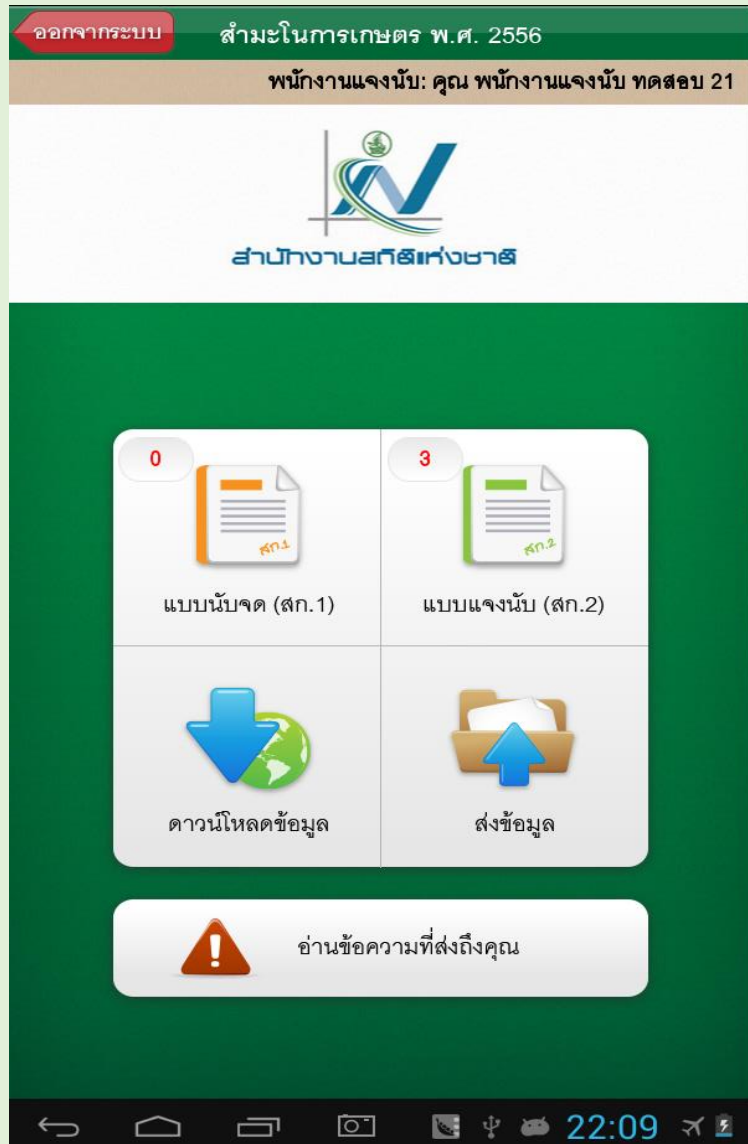 ออกจากระบบ
สำมะโนการเกษตร พ.ศ. 2556
พนักงานแจงนับ: คุณ พนักงานแจงนับ ทดสอบ 21
สำนักงานสถิติแห่งชาติ
0
3
สก.1
สก.2
แบบนับจด (สก.1)
แบบแจงนับ (สก.2)
ดาวน์โหลดข้อมูล
ส่งข้อมูล
อ่านข้อความที่ส่งถึงคุณ
22:09